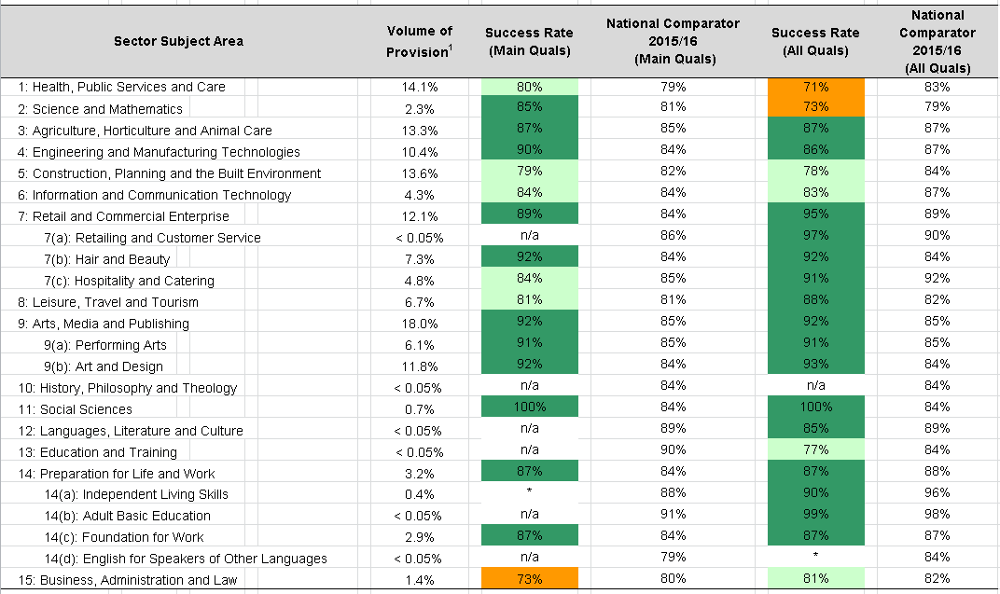 Sector Subject Area | Volume of Provision¹ | Success Rate (Main Quals) | National Comparator 2015/16 (Main Quals) | Success Rate (All Quals) | National Comparator 2015/16 (All Quals)
1: Health, Public Services and Care 14.1% 80% 79% 71% 83%
2: Science and Mathematics 2.3% 85% 81% 73% 79%
3: Agriculture, Horticulture and Animal Care 13.3% 87% 85% 87% 87%
4: Engineering and Manufacturing Technologies 10.4% 90% 84% 86% 87%
5: Construction, Planning and the Built Environment 13.6% 79% 82% 78% 84%
6: Information and Communication Technology 4.3% 84% 84% 83% 87%
7: Retail and Commercial Enterprise 12.1% 89% 84% 95% 89%
7(a): Retailing and Customer Service < 0.05% n/a 86% 97% 90%
7(b): Hair and Beauty 7.3% 92% 84% 92% 84%
7(c): Hospitality and Catering 4.8% 84% 85% 91% 92%
8: Leisure, Travel and Tourism 6.7% 81% 81% 88% 82%
9: Arts, Media and Publishing 18.0% 92% 85% 92% 85%
9(a): Performing Arts 6.1% 91% 85% 91% 85%
9(b): Art and Design 11.8% 92% 84% 93% 84%
10: History, Philosophy and Theology < 0.05% n/a 84% n/a 84%
11: Social Sciences 0.7% 100% 84% 100% 84%
12: Languages, Literature and Culture < 0.05% n/a 89% 85% 89%
13: Education and Training < 0.05% n/a 90% 77% 84%
14: Preparation for Life and Work 3.2% 87% 84% 87% 88%
14(a): Independent Living Skills 0.4% * 88% 90% 96%
14(b): Adult Basic Education < 0.05% n/a 91% 99% 98%
14(c): Foundation for Work 2.9% 87% 84% 87% 87%
14(d): English for Speakers of Other Languages < 0.05% n/a 79% * 84%
15: Business, Administration and Law 1.4% 73% 80% 81% 82%